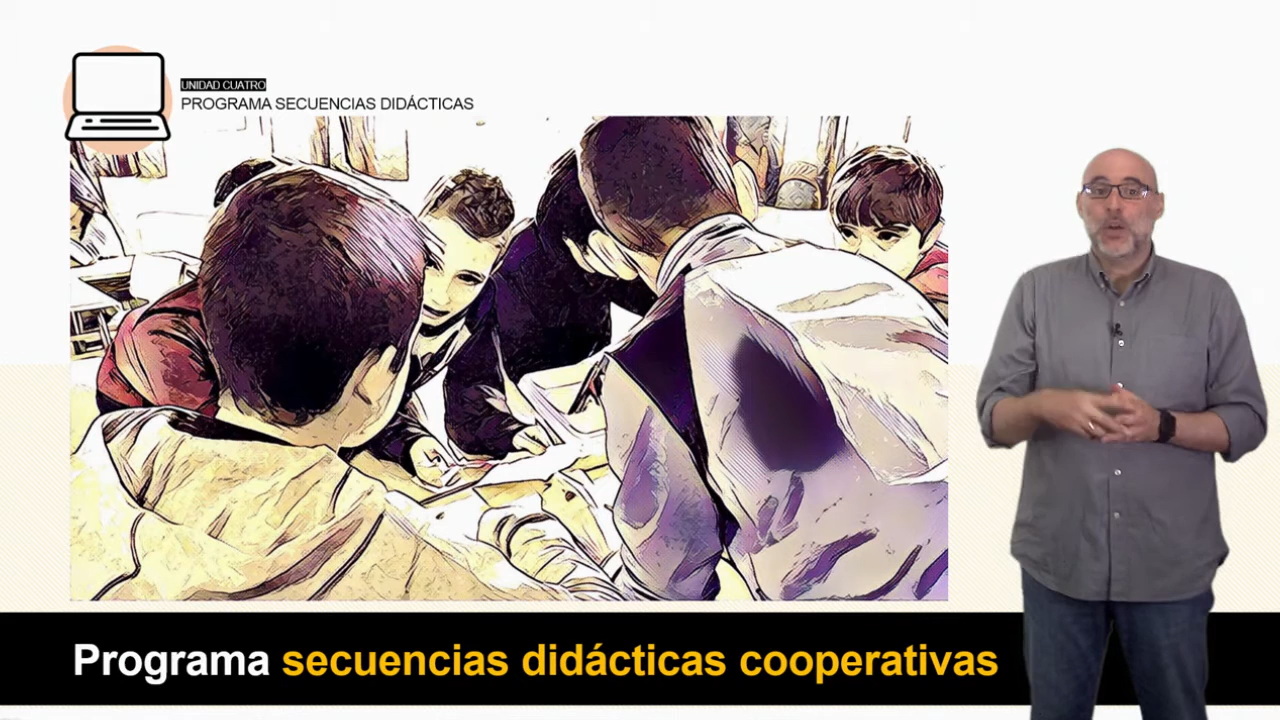 UNIDAD CUATRO
PROGRAMA SECUENCIAS DIDÁCTICAS
Programa secuencias didácticas cooperativas